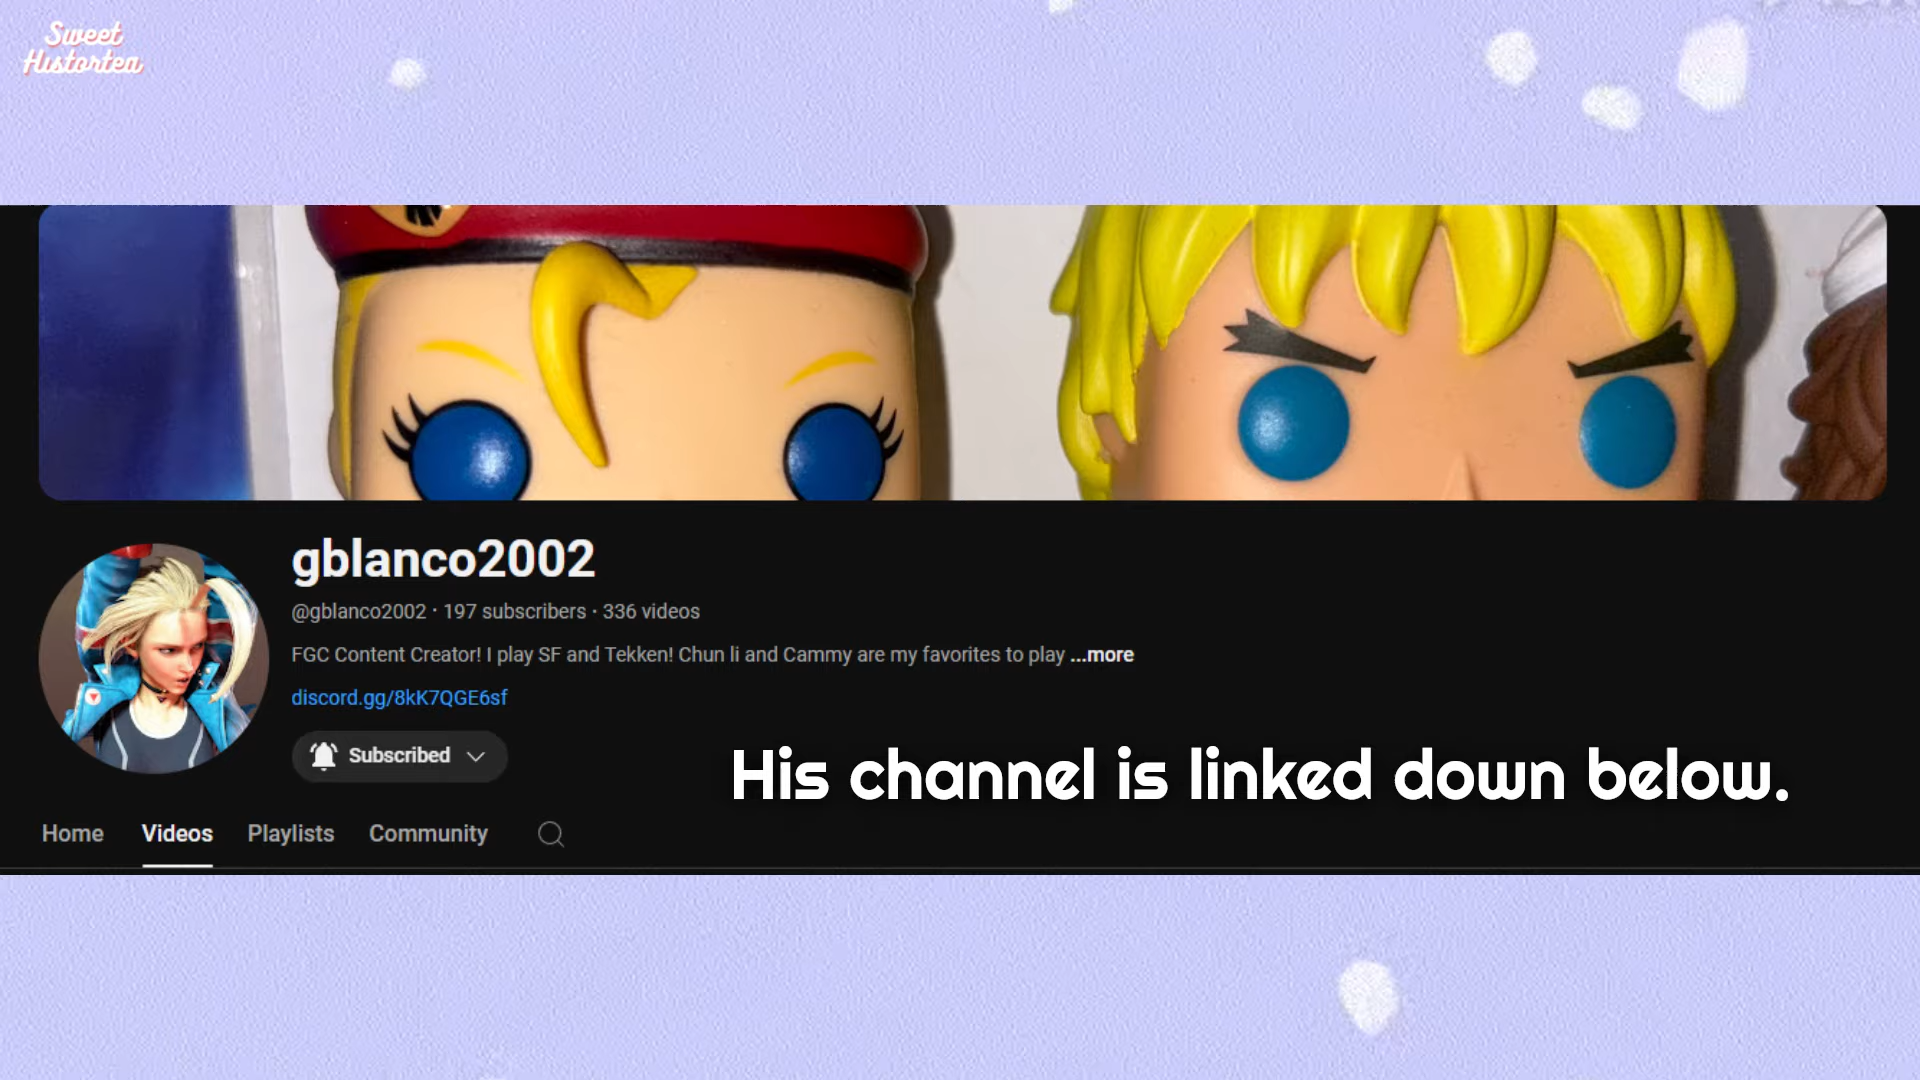 Sweet
Histortea
gblanco2002
@gblanco2002 · 197 subscribers · 336 videos
FGC Content Creator! I play SF and Tekken! Chun li and Cammy are my favorites to play ...more
discord.gg/8kK7QGE6sf
Subscribed
His channel is linked down below.
Home Videos Playlists Community